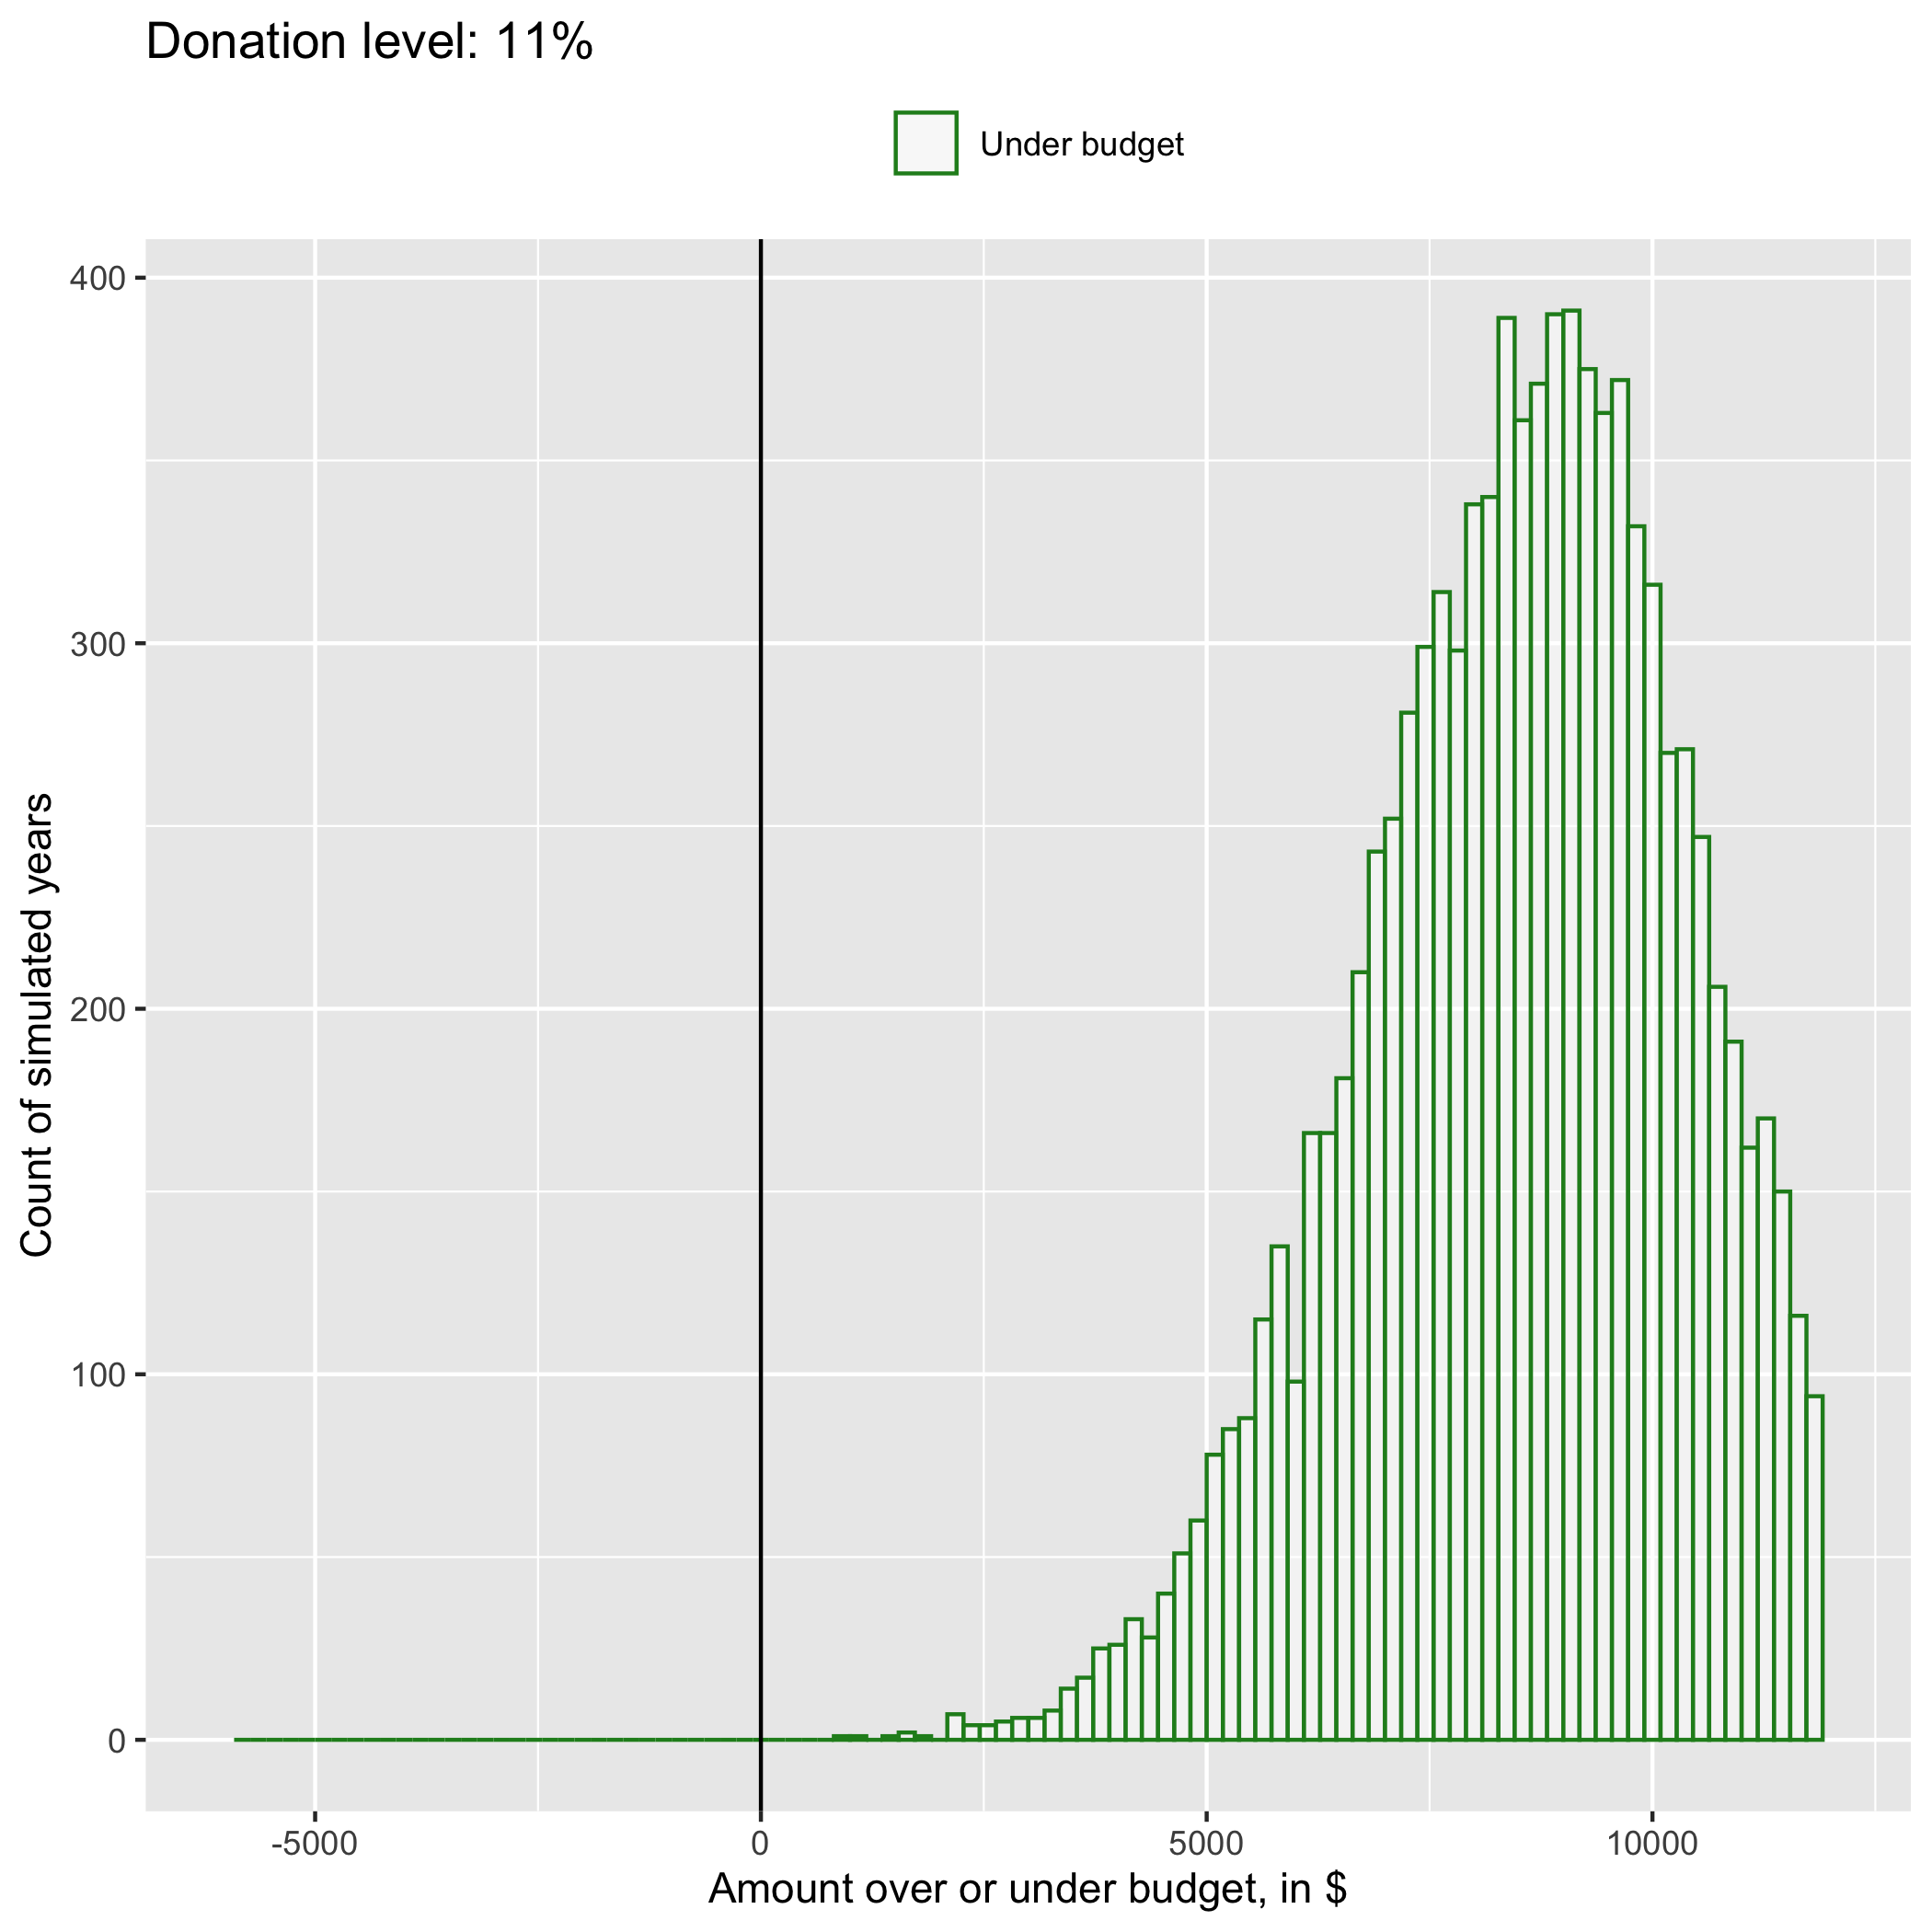 Donation level: 11%
Under budget
400
300
200
100
0
Count of simulated years
-5000
0
5000
10000
Amount over or under budget, in $